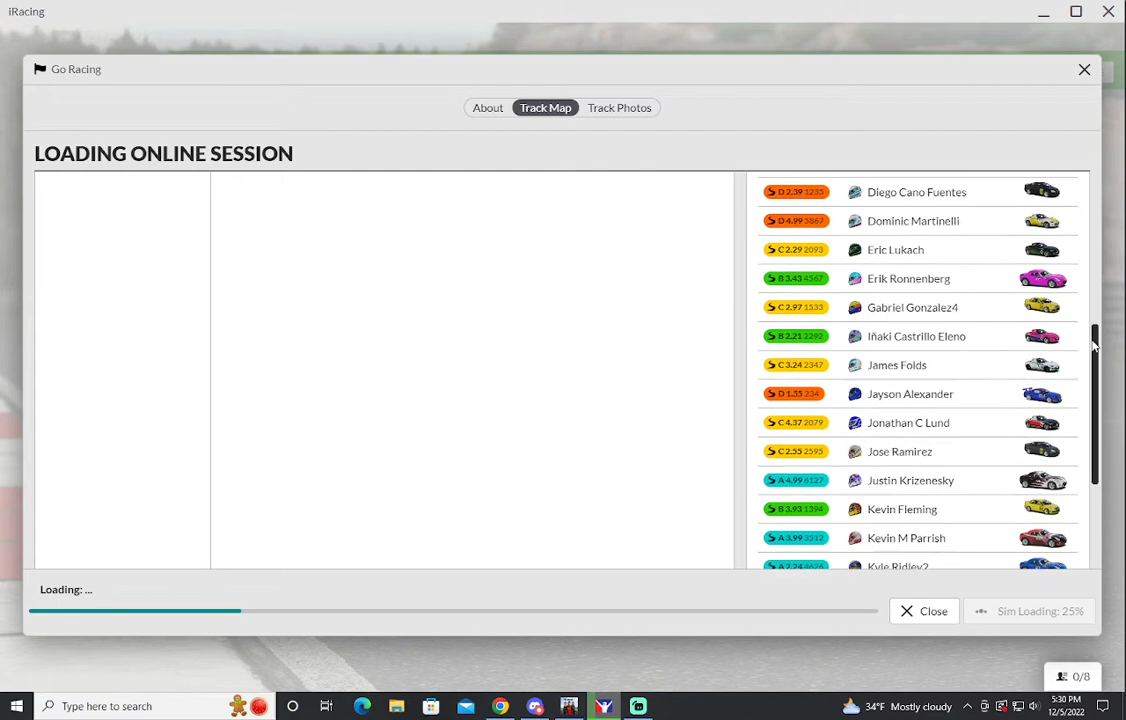 iRacing
Go Racing
About
Track Map
Track Photos
LOADING ONLINE SESSION
D 2.39 1235 Diego Cano Fuentes
D 4.99 5867 Dominic Martinelli
C 2.29 2093 Eric Lukach
B 3.43 4567 Erik Ronnenberg
C 2.97 1533 Gabriel Gonzalez4
B 2.21 2292 Iñaki Castrillo Eleno
C 3.24 2347 James Folds
D 1.55 234 Jayson Alexander
C 4.37 2079 Jonathan C Lund
C 2.55 2595 Jose Ramirez
A 4.99 6127 Justin Krizenesky
B 3.93 1394 Kevin Fleming
A 3.99 3512 Kevin M Parrish
A 2.24 4626 Kyle Ridley2
Loading: ...
Close
Sim Loading: 25%
0/8
Type here to search
34°F Mostly cloudy
5:30 PM
12/5/2022